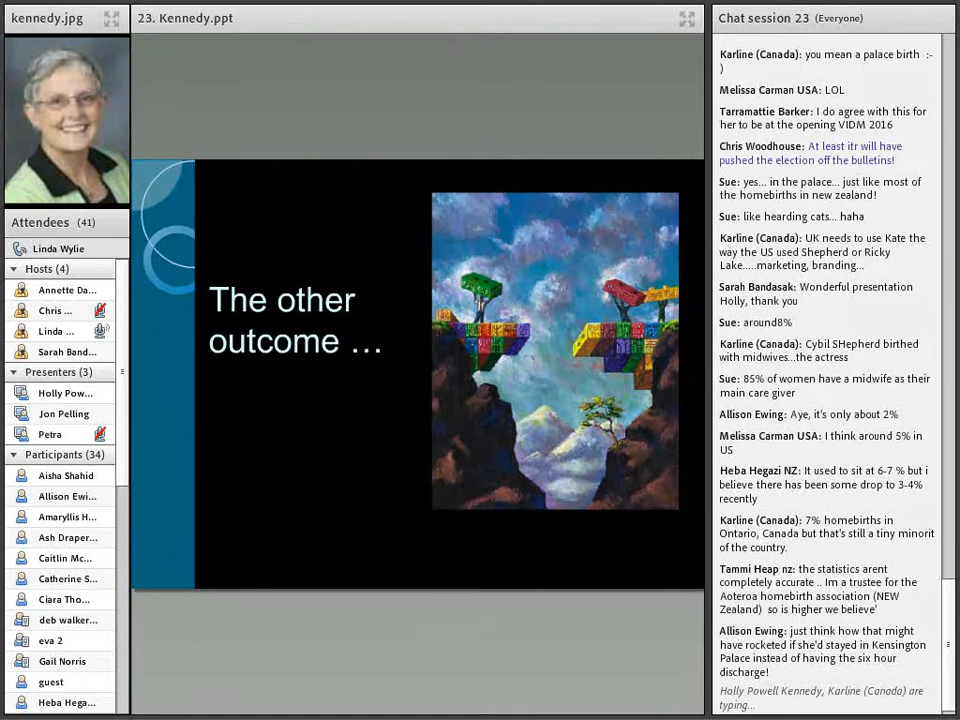 kennedy.jpg
Attendees (41)
Linda Wylie
Hosts (4)
Annette Da...
Chris ...
Linda ...
Sarah Band...
Presenters (3)
Holly Pow...
Jon Pelling
Petra
Participants (34)
Aisha Shahid
Allison Ewi...
Amaryllis H...
Ash Draper...
Caitlin Mc...
Catherine S...
Ciara Tho...
deb walker...
eva 2
Gail Norris
guest
Heba Hega...
23. Kennedy.ppt
The other
outcome ...
Chat session 23 (Everyone)
Karline (Canada): you mean a palace birth :-
)
Melissa Carman USA: LOL
Tarramattie Barker: I do agree with this for
her to be at the opening VIDM 2016
Chris Woodhouse: At least itr will have
pushed the election off the bulletins!
Sue: yes... in the palace... just like most of
the homebirths in new zealand!
Sue: like hearding cats... haha
Karline (Canada): UK needs to use Kate the
way the US used Shepherd or Ricky
Lake.....marketing, branding...
Sarah Bandasak: Wonderful presentation
Holly, thank you
Sue: around8%
Karline (Canada): Cybil SHepherd birthed
with midwives...the actress
Sue: 85% of women have a midwife as their
main care giver
Allison Ewing: Aye, it's only about 2%
Melissa Carman USA: I think around 5% in
US
Heba Hegazi NZ: It used to sit at 6-7 % but i
believe there has been some drop to 3-4%
recently
Karline (Canada): 7% homebirths in
Ontario, Canada but that's still a tiny minorit
of the country.
Tammi Heap nz: the statistics arent
completely accurate .. Im a trustee for the
Aoteroa homebirth association (NEW
Zealand) so is higher we believe'
Allison Ewing: just think how that might
have rocketed if she'd stayed in Kensington
Palace instead of having the six hour
discharge!
Holly Powell Kennedy, Karline (Canada) are
typing...